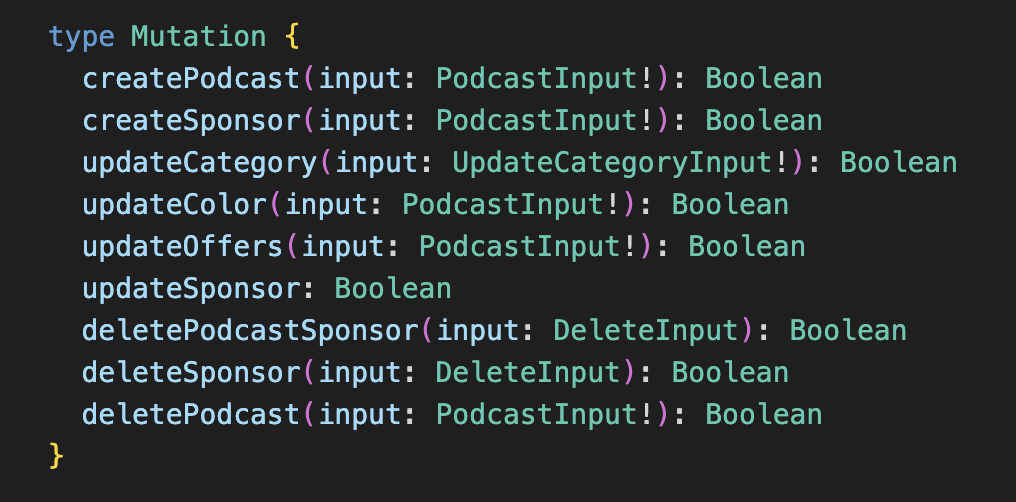 type Mutation {
  createPodcast(input: PodcastInput!): Boolean
  createSponsor(input: PodcastInput!): Boolean
  updateCategory(input: UpdateCategoryInput!): Boolean
  updateColor(input: PodcastInput!): Boolean
  updateOffers(input: PodcastInput!): Boolean
  updateSponsor: Boolean
  deletePodcastSponsor(input: DeleteInput): Boolean
  deleteSponsor(input: DeleteInput): Boolean
  deletePodcast(input: PodcastInput!): Boolean
}